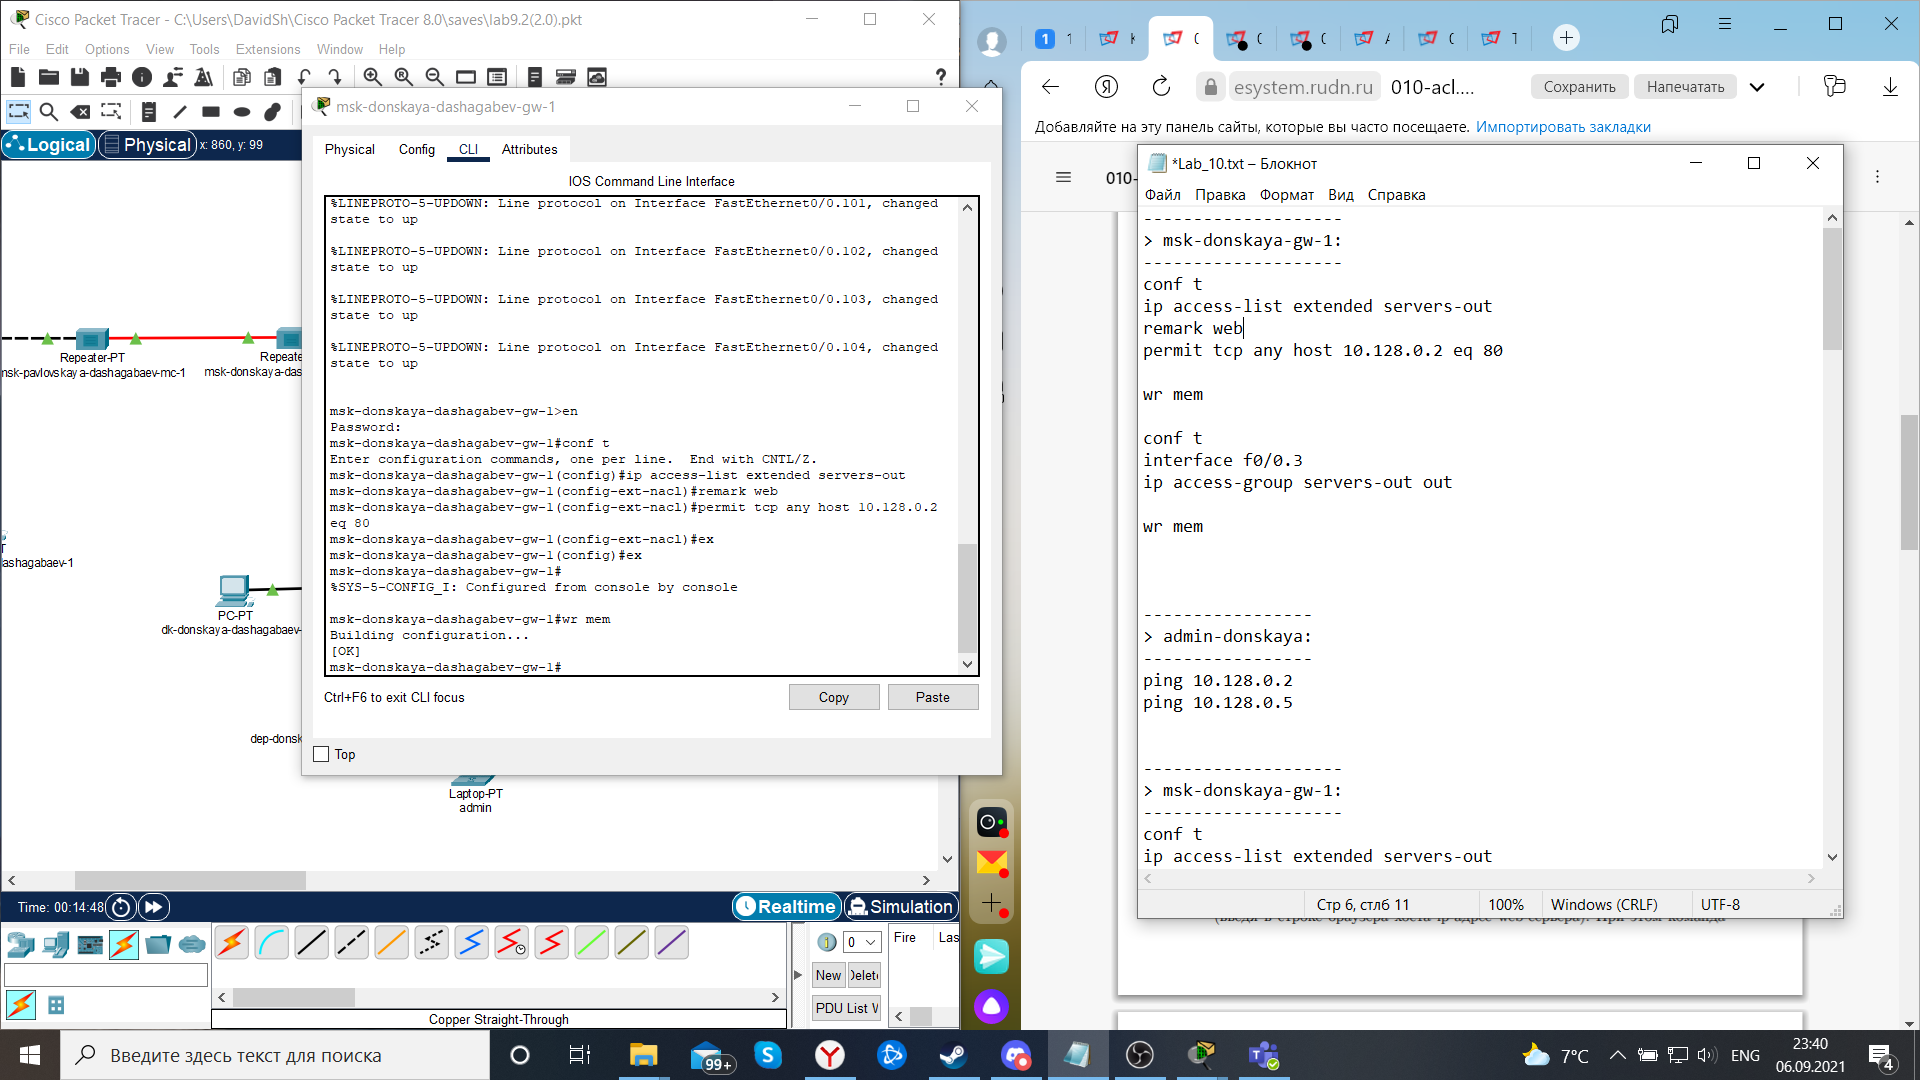 Cisco Packet Tracer - C:\Users\DavidSh\Cisco Packet Tracer 8.0\saves\lab9.2(2.0).pkt
File Edit Options View Tools Extensions Window Help
Logical
Physical
x: 860, y: 99
Repeater-PT
nsk-pavlovskaya-dashagabaev-mc-1
Repeate
msk-donskaya-das
T
ashagabaev-1
PC-PT
dk-donskaya-dashagabaev-
dep-donsk
Laptop-PT
admin
msk-donskaya-dashagabev-gw-1
Physical Config CLI Attributes
IOS Command Line Interface
%LINEPROTO-5-UPDOWN: Line protocol on Interface FastEthernet0/0.101, changed
state to up
%LINEPROTO-5-UPDOWN: Line protocol on Interface FastEthernet0/0.102, changed
state to up
%LINEPROTO-5-UPDOWN: Line protocol on Interface FastEthernet0/0.103, changed
state to up
%LINEPROTO-5-UPDOWN: Line protocol on Interface FastEthernet0/0.104, changed
state to up
msk-donskaya-dashagabev-gw-1>en
Password:
msk-donskaya-dashagabev-gw-1#conf t
Enter configuration commands, one per line.  End with CNTL/Z.
msk-donskaya-dashagabev-gw-1(config)#ip access-list extended servers-out
msk-donskaya-dashagabev-gw-1(config-ext-nacl)#remark web
msk-donskaya-dashagabev-gw-1(config-ext-nacl)#permit tcp any host 10.128.0.2
eq 80
msk-donskaya-dashagabev-gw-1(config-ext-nacl)#ex
msk-donskaya-dashagabev-gw-1(config)#ex
msk-donskaya-dashagabev-gw-1#
%SYS-5-CONFIG_I: Configured from console by console
msk-donskaya-dashagabev-gw-1#wr mem
Building configuration...
[OK]
msk-donskaya-dashagabev-gw-1#
Ctrl+F6 to exit CLI focus
Copy
Paste
Top
Time: 00:14:48
Realtime
Simulation
0
Fire
Las
New
Delete
PDU List W
Copper Straight-Through
1
esystem.rudn.ru
010-acl....
Сохранить
Напечатать
Добавляйте на эту панель сайты, которые вы часто посещаете. Импортировать закладки
010-
*Lab_10.txt – Блокнот
Файл Правка Формат Вид Справка
--------------------
> msk-donskaya-gw-1:
--------------------
conf t
ip access-list extended servers-out
remark web
permit tcp any host 10.128.0.2 eq 80
wr mem
conf t
interface f0/0.3
ip access-group servers-out out
wr mem
-----------------
> admin-donskaya:
-----------------
ping 10.128.0.2
ping 10.128.0.5
--------------------
> msk-donskaya-gw-1:
--------------------
conf t
ip access-list extended servers-out
Стр 6, стлб 11
100%
Windows (CRLF)
UTF-8
Введите здесь текст для поиска
99+
7°C
ENG
23:40
06.09.2021
4